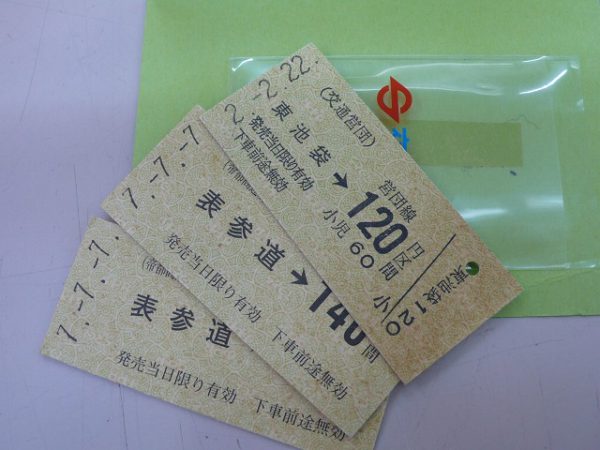 2.-2.22.
(交通営団)
東池袋→120円区間
営団線
小児60
発売当日限り有効
下車前途無効
小
東池袋120
7.-7.-7.
表参道→140
間
発売当日限り有効 下車前途無効
7.-7.-7.
表参道
発売当日限り有効 下車前途無効